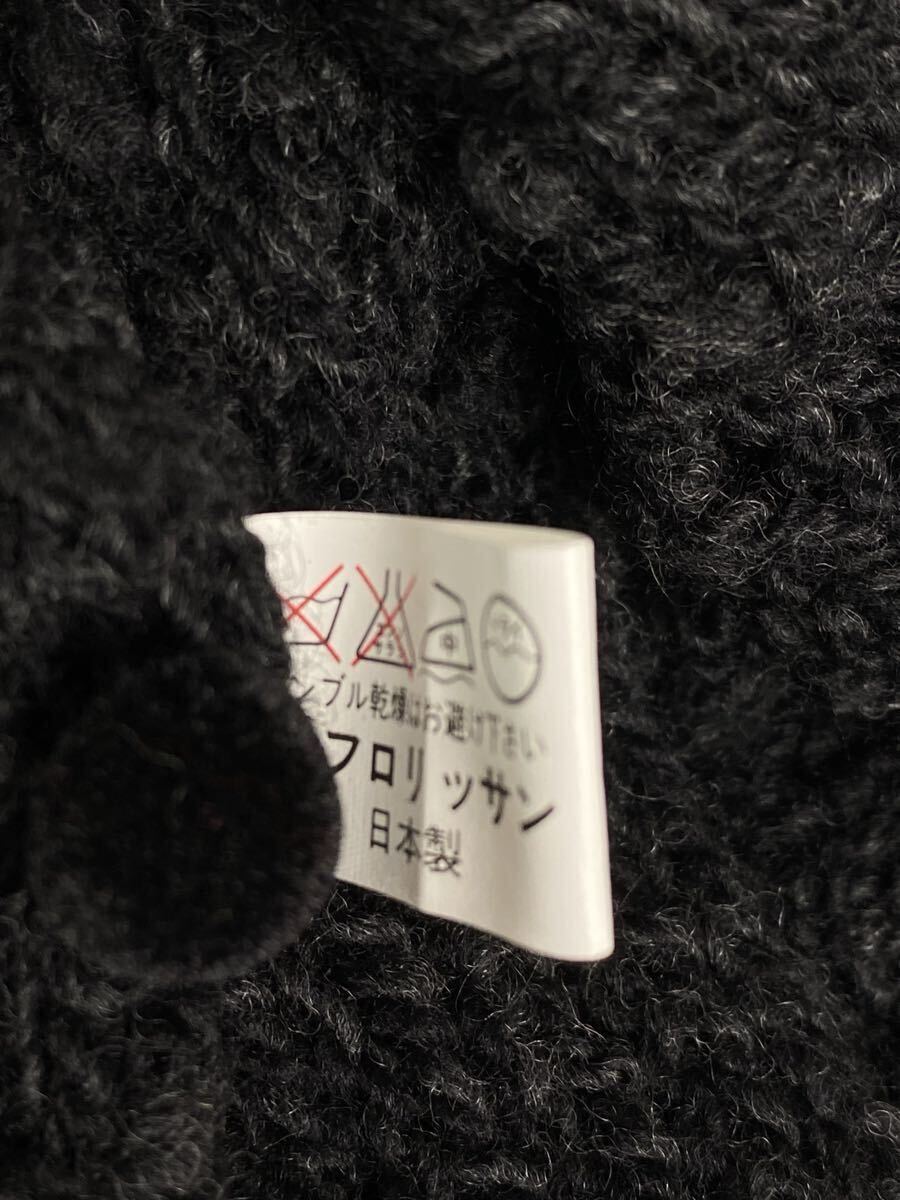 中
ンブル乾燥はお避け下さい
フロリッサン
日本製